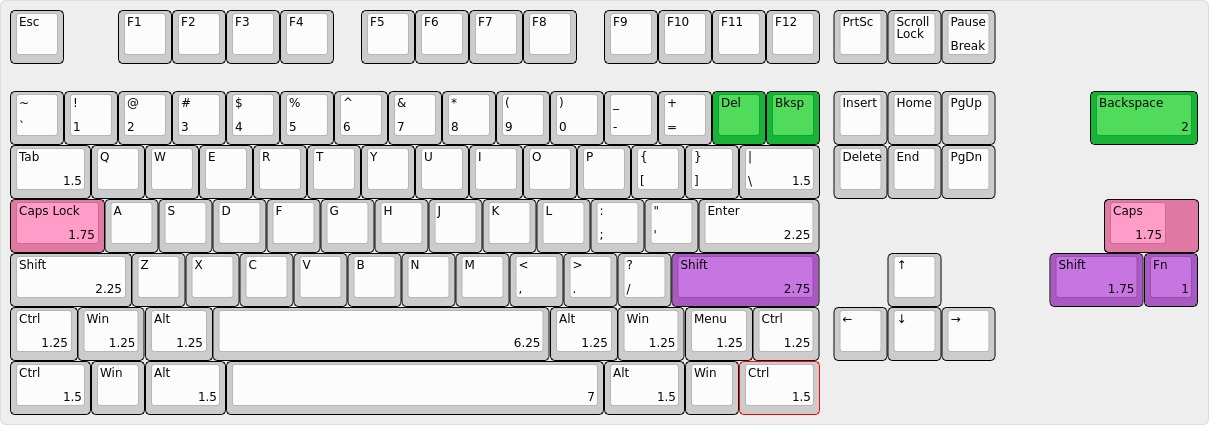 Esc F1 F2 F3 F4 F5 F6 F7 F8 F9 F10 F11 F12 PrtSc Scroll Pause
Lock
Break
~ ! @ # $ % ^ & * ( ) _ + Del Bksp Insert Home PgUp Backspace
` 1 2 3 4 5 6 7 8 9 0 - = 2
Tab Q W E R T Y U I O P { } | Delete End PgDn
1.5 [ ] \ 1.5
Caps Lock A S D F G H J K L : " Enter Caps
1.75 ; ' 2.25 1.75
Shift Z X C V B N M < > ? Shift ↑ Shift Fn
2.25 , . / 2.75 1.75 1
Ctrl Win Alt Alt Win Menu Ctrl ← ↓ →
1.25 1.25 1.25 6.25 1.25 1.25 1.25 1.25
Ctrl Win Alt Alt Win Ctrl
1.5 1.5 7 1.5 1.5